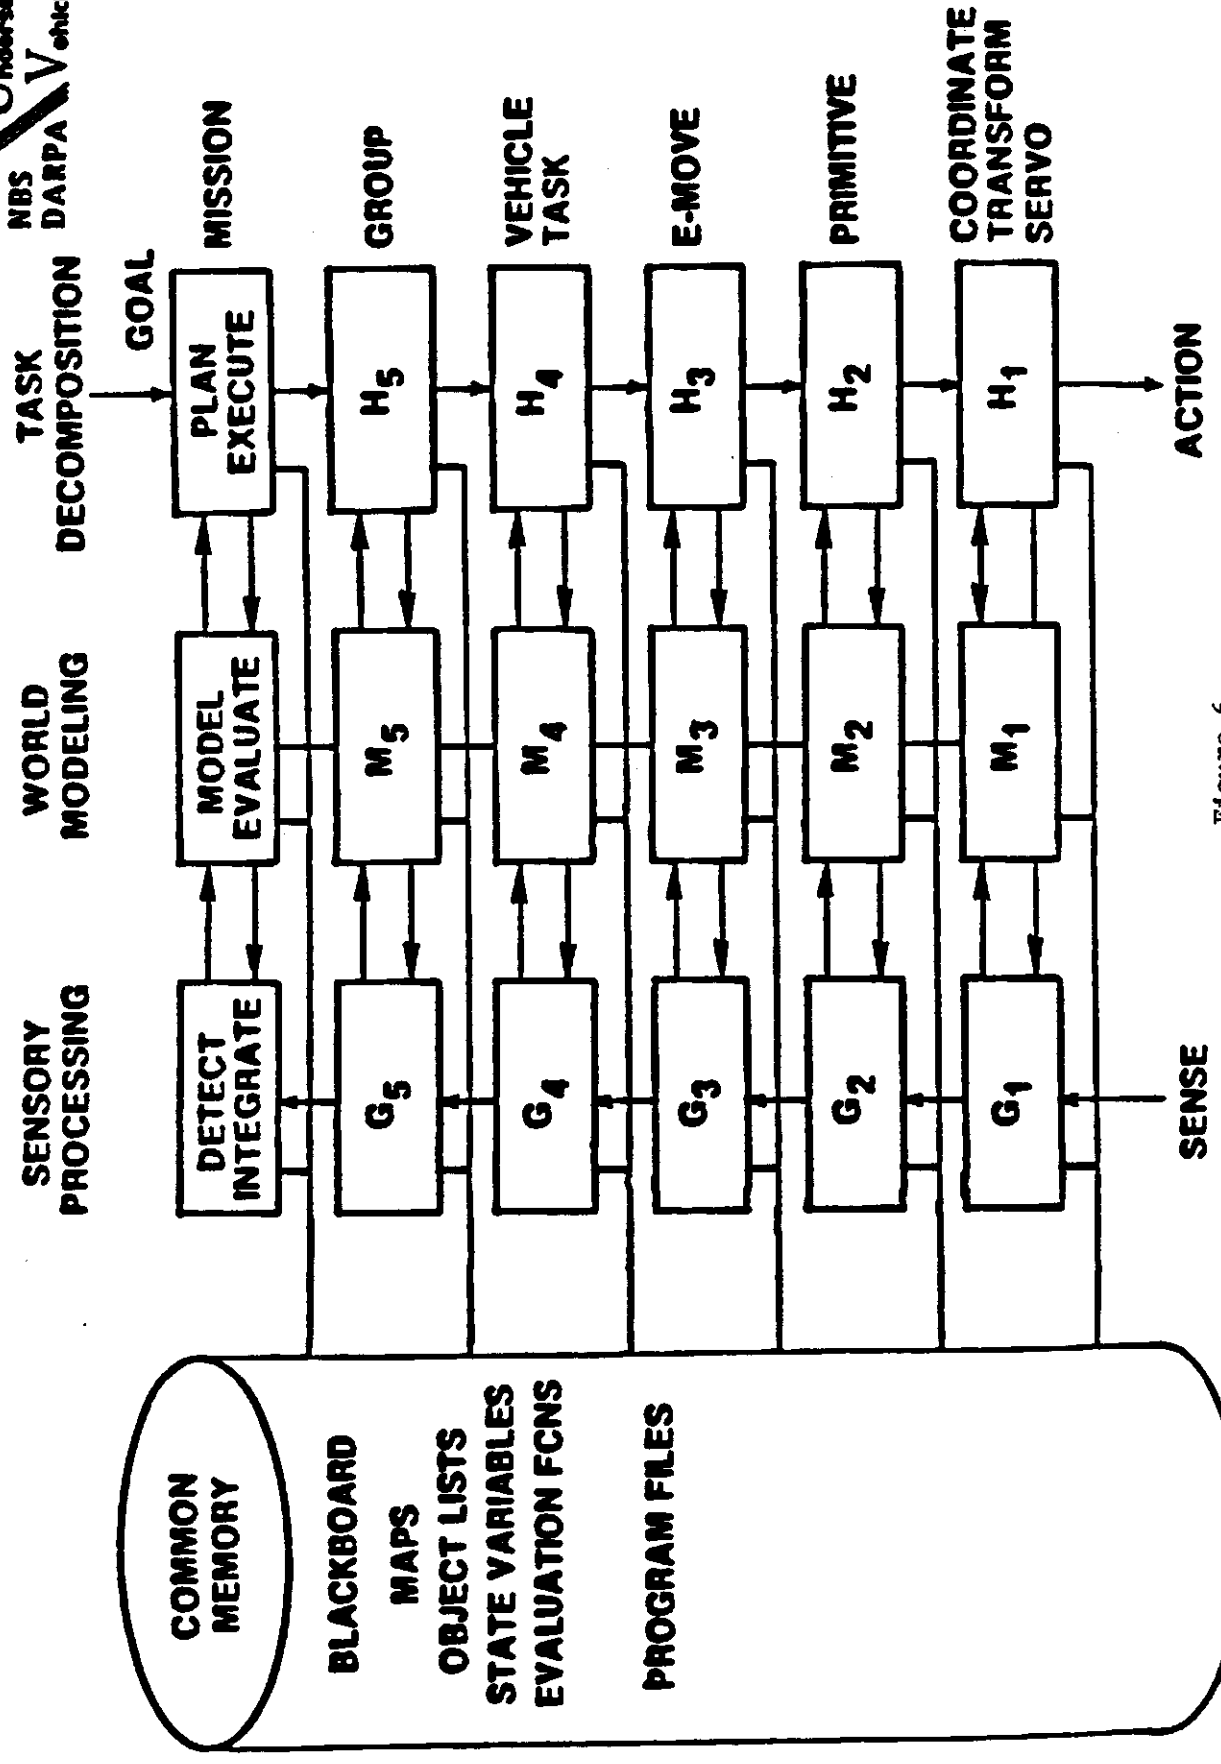 NBS
DARPA
TASK
DECOMPOSITION
WORLD
MODELING
SENSORY
PROCESSING
GOAL
COMMON
MEMORY
DETECT
INTEGRATE
MODEL
EVALUATE
PLAN
EXECUTE
MISSION
BLACKBOARD
MAPS
OBJECT LISTS
STATE VARIABLES
EVALUATION FCNS
PROGRAM FILES
G5
M5
H5
GROUP
G4
M4
H4
VEHICLE
TASK
G3
M3
H3
E-MOVE
G2
M2
H2
PRIMITIVE
G1
M1
H1
COORDINATE
TRANSFORM
SERVO
SENSE
ACTION
Figure 6